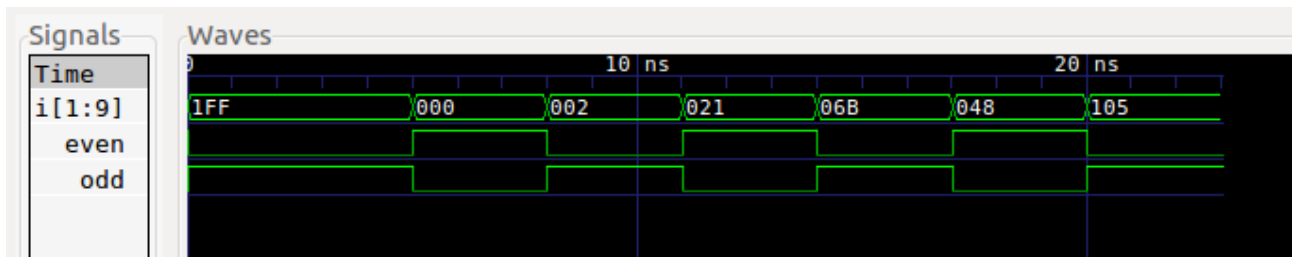 Signals
Waves
Time
0 10 ns 20 ns
i[1:9]
1FF 000 002 021 06B 048 105
even
odd